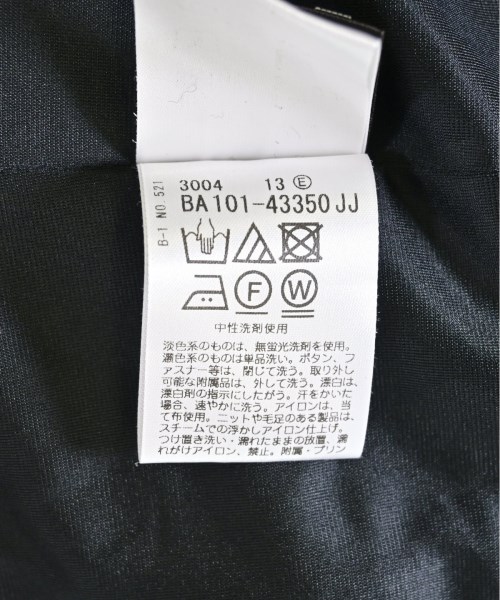 B-1 NO.521
3004 13 Ⓔ
BA101-43350JJ
F W
中性洗剤使用
淡色系のものは、無蛍光洗剤を使用。
濃色系のものは単品洗い。ボタン、フ
ァスナー等は、閉じて洗う。取り外し
可能な附属品は、外して洗う。漂白は、
漂白剤の指示にしたがう。汗をかいた
場合、速やかに洗う。アイロンは、当
て布使用。ニットや毛足のある製品は、
スチームでの浮かしアイロン仕上げ。
つけ置き洗い・濡れたままの放置、濡
れがけアイロン、禁止。附属・プリン